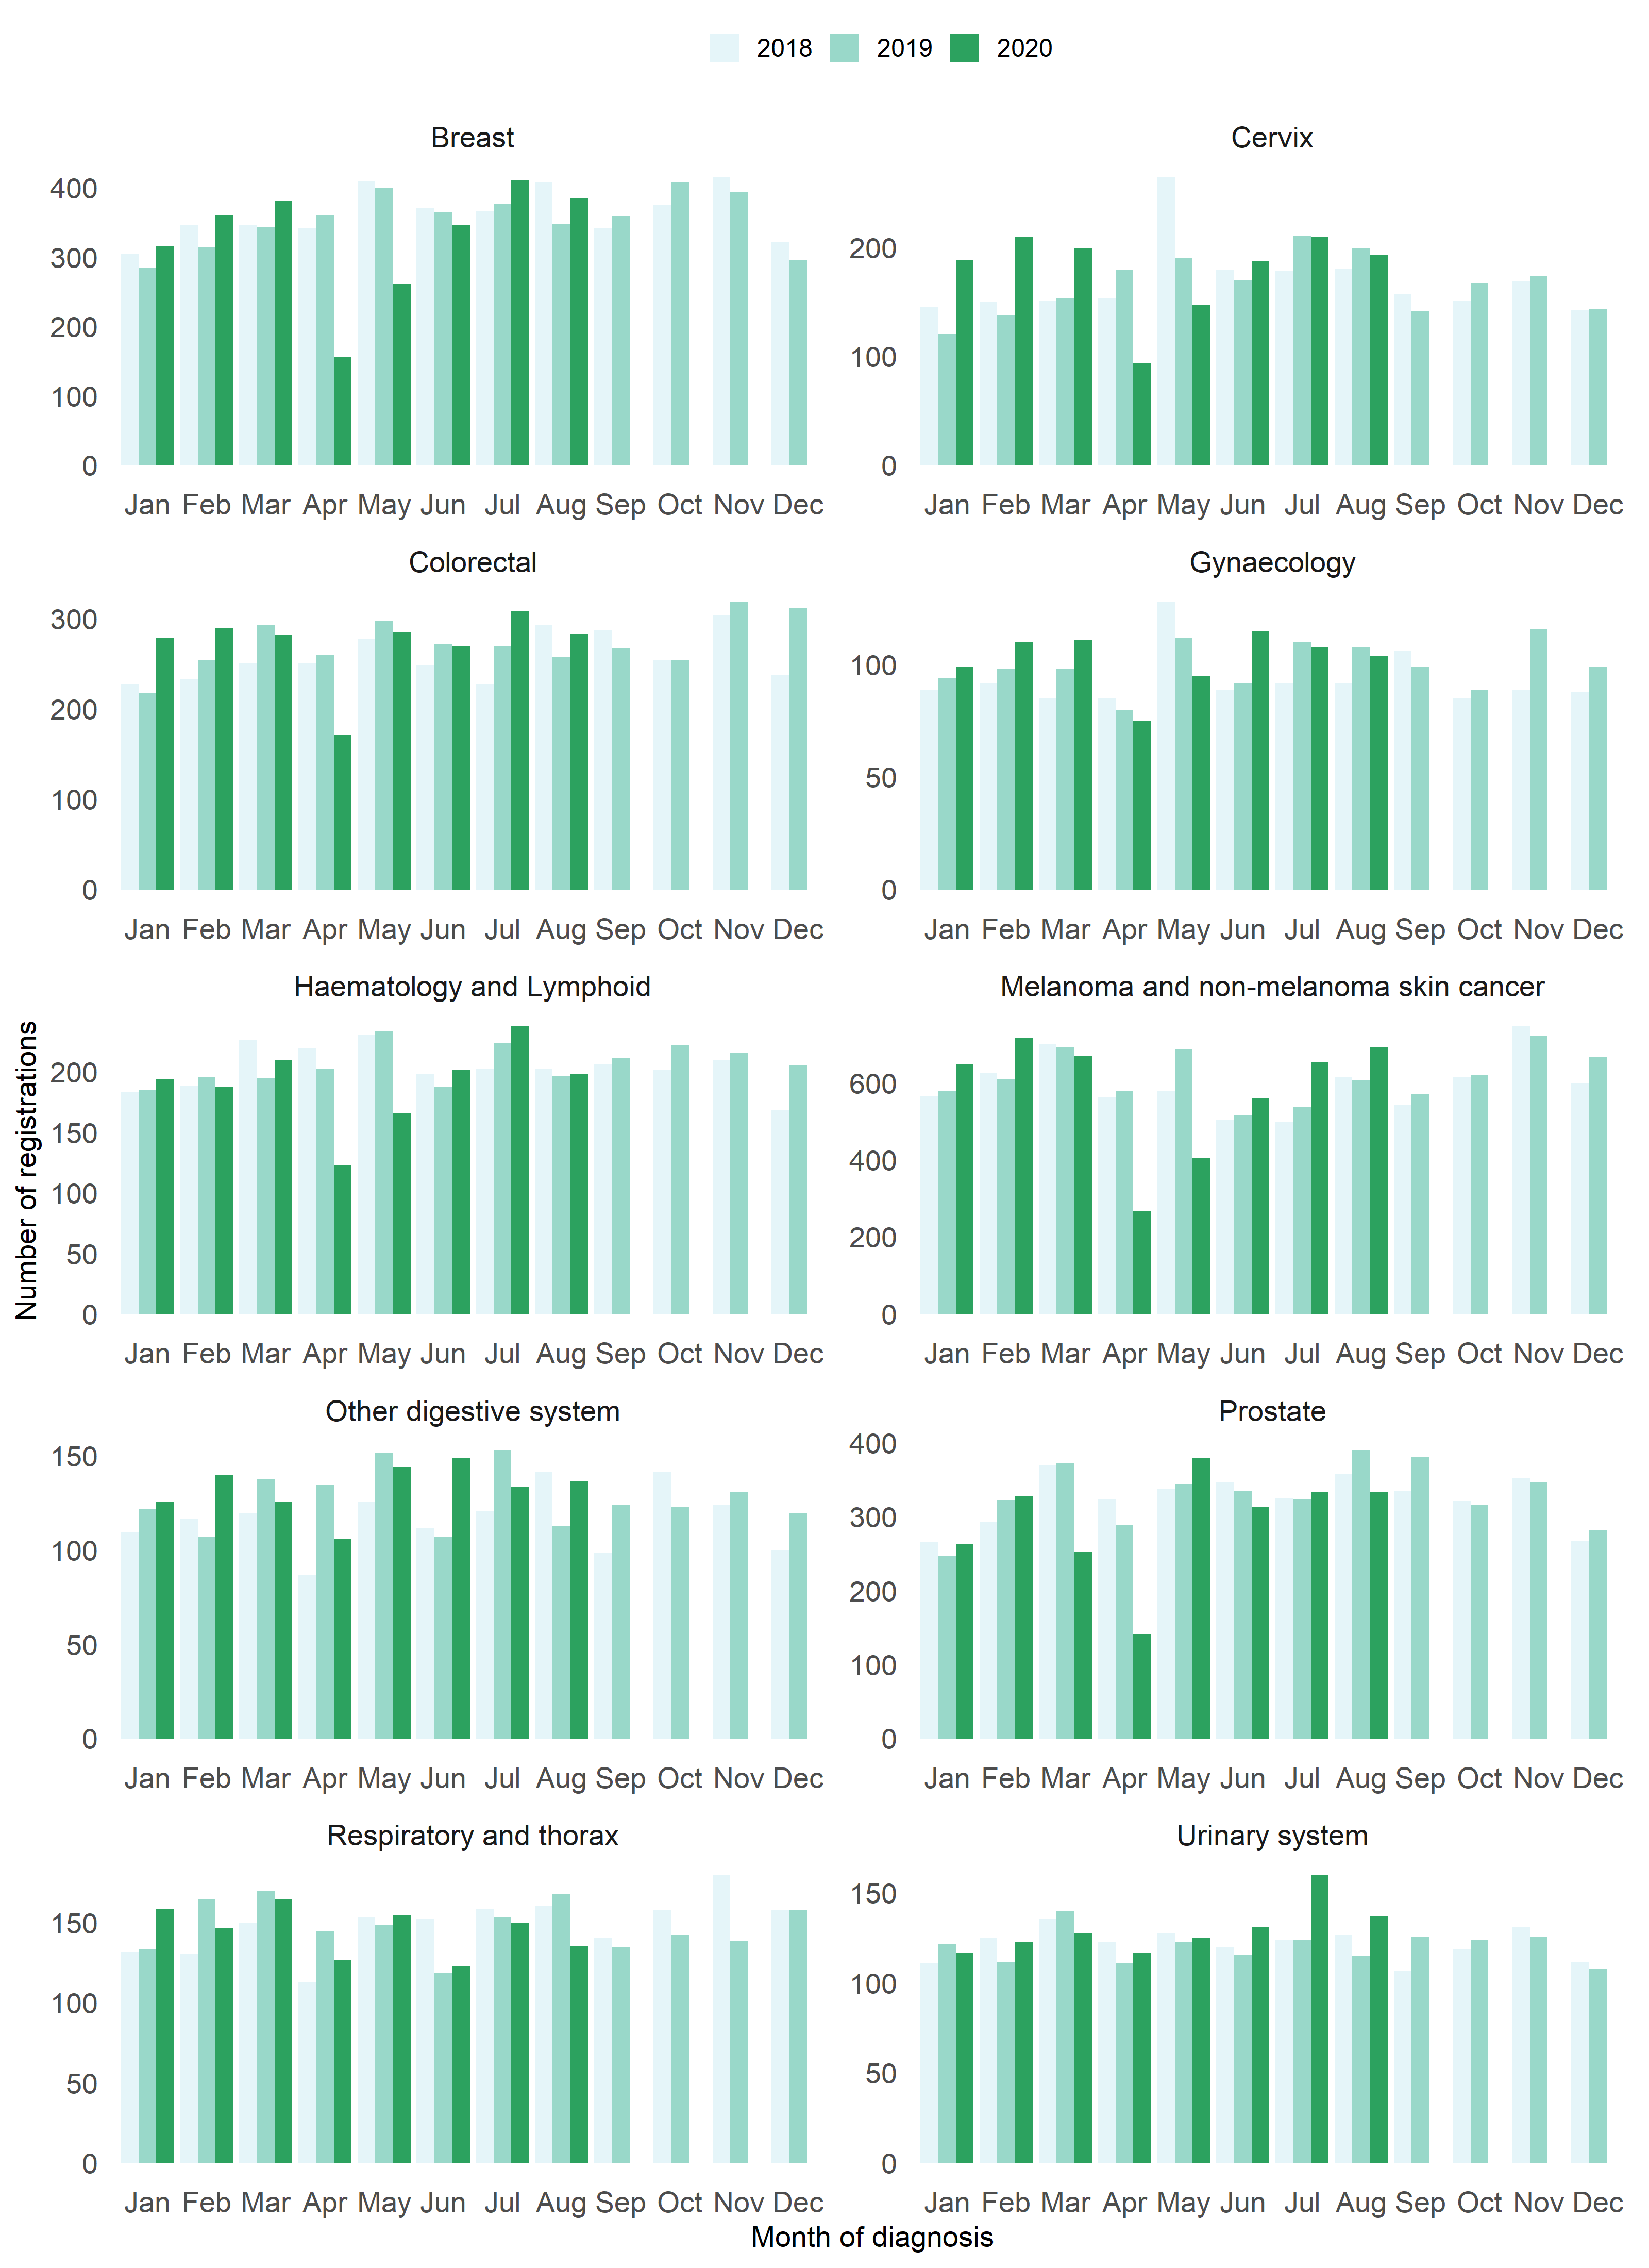 2018 2019 2020
Breast
400
300
200
100
0
Jan Feb Mar Apr May Jun Jul Aug Sep Oct Nov Dec
Cervix
200
100
0
Jan Feb Mar Apr May Jun Jul Aug Sep Oct Nov Dec
Colorectal
300
200
100
0
Jan Feb Mar Apr May Jun Jul Aug Sep Oct Nov Dec
Gynaecology
100
50
0
Jan Feb Mar Apr May Jun Jul Aug Sep Oct Nov Dec
Number of registrations
Haematology and Lymphoid
200
150
100
50
0
Jan Feb Mar Apr May Jun Jul Aug Sep Oct Nov Dec
Melanoma and non-melanoma skin cancer
600
400
200
0
Jan Feb Mar Apr May Jun Jul Aug Sep Oct Nov Dec
Other digestive system
150
100
50
0
Jan Feb Mar Apr May Jun Jul Aug Sep Oct Nov Dec
Prostate
400
300
200
100
0
Jan Feb Mar Apr May Jun Jul Aug Sep Oct Nov Dec
Respiratory and thorax
150
100
50
0
Jan Feb Mar Apr May Jun Jul Aug Sep Oct Nov Dec
Urinary system
150
100
50
0
Jan Feb Mar Apr May Jun Jul Aug Sep Oct Nov Dec
Month of diagnosis